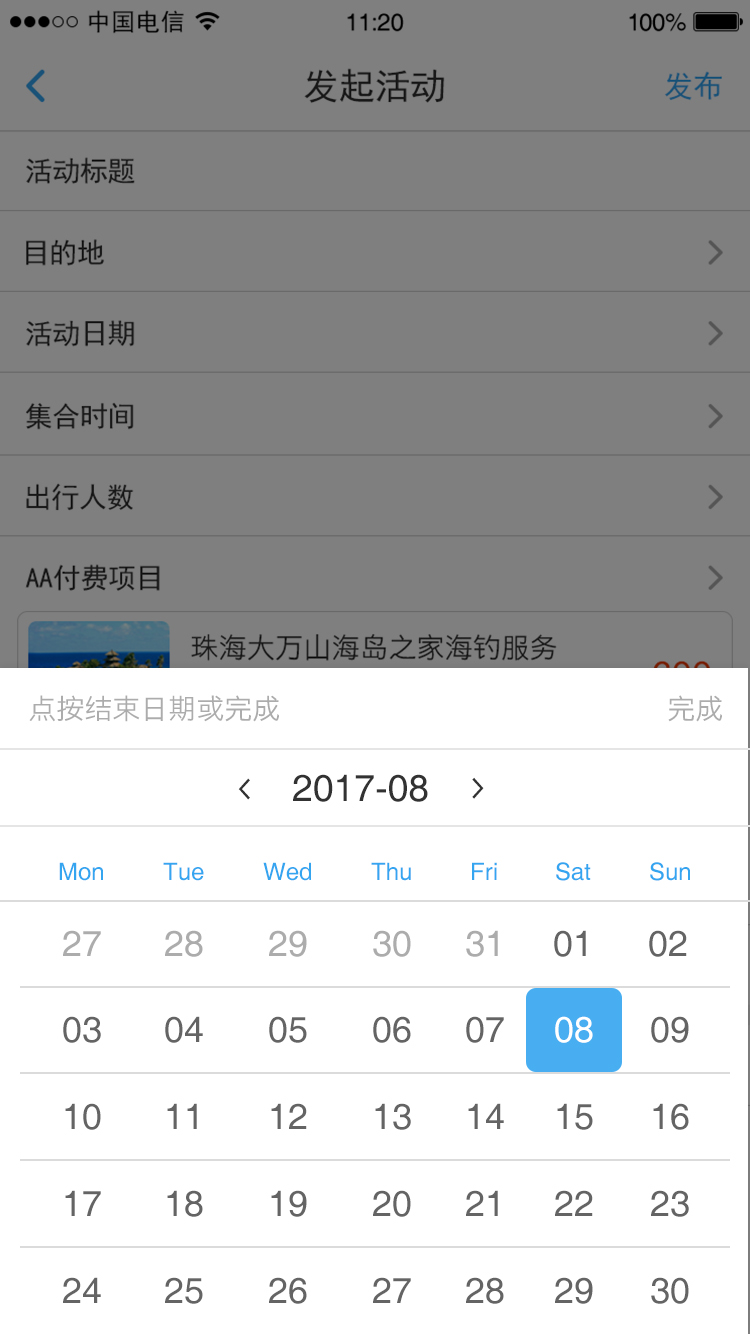 中国电信 11:20 100%
发起活动 发布
活动标题
目的地
活动日期
集合时间
出行人数
AA付费项目
珠海大万山海岛之家海钓服务
点按结束日期或完成 完成
2017-08
Mon Tue Wed Thu Fri Sat Sun
27 28 29 30 31 01 02
03 04 05 06 07 08 09
10 11 12 13 14 15 16
17 18 19 20 21 22 23
24 25 26 27 28 29 30